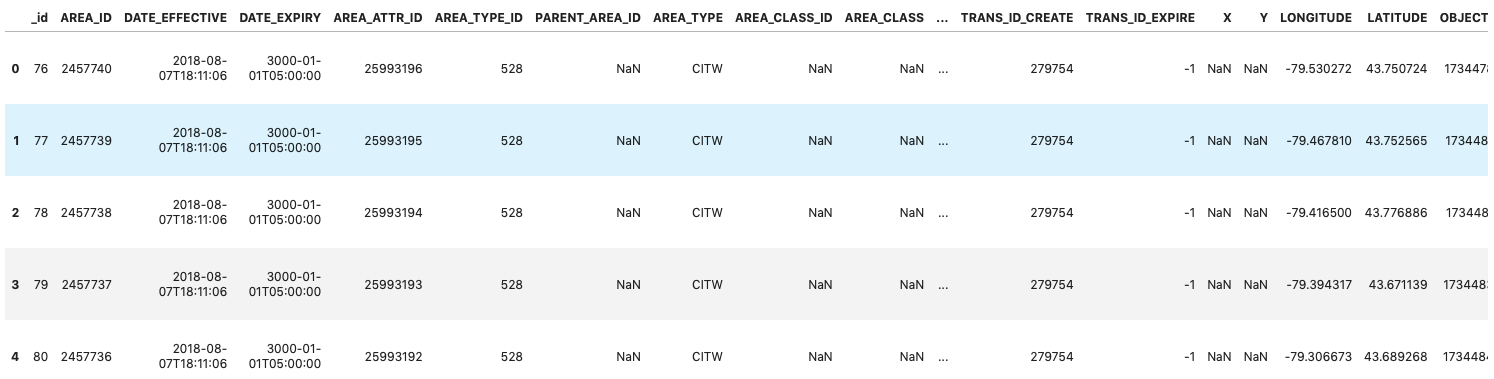 _id AREA_ID DATE_EFFECTIVE DATE_EXPIRY AREA_ATTR_ID AREA_TYPE_ID PARENT_AREA_ID AREA_TYPE AREA_CLASS_ID AREA_CLASS ... TRANS_ID_CREATE TRANS_ID_EXPIRE X Y LONGITUDE LATITUDE OBJECT
0 76 2457740 2018-08-07T18:11:06 3000-01-01T05:00:00 25993196 528 NaN CITW NaN NaN ... 279754 -1 NaN NaN -79.530272 43.750724 173447
1 77 2457739 2018-08-07T18:11:06 3000-01-01T05:00:00 25993195 528 NaN CITW NaN NaN ... 279754 -1 NaN NaN -79.467810 43.752565 173448
2 78 2457738 2018-08-07T18:11:06 3000-01-01T05:00:00 25993194 528 NaN CITW NaN NaN ... 279754 -1 NaN NaN -79.416500 43.776886 173448
3 79 2457737 2018-08-07T18:11:06 3000-01-01T05:00:00 25993193 528 NaN CITW NaN NaN ... 279754 -1 NaN NaN -79.394317 43.671139 173448
4 80 2457736 2018-08-07T18:11:06 3000-01-01T05:00:00 25993192 528 NaN CITW NaN NaN ... 279754 -1 NaN NaN -79.306673 43.689268 173448